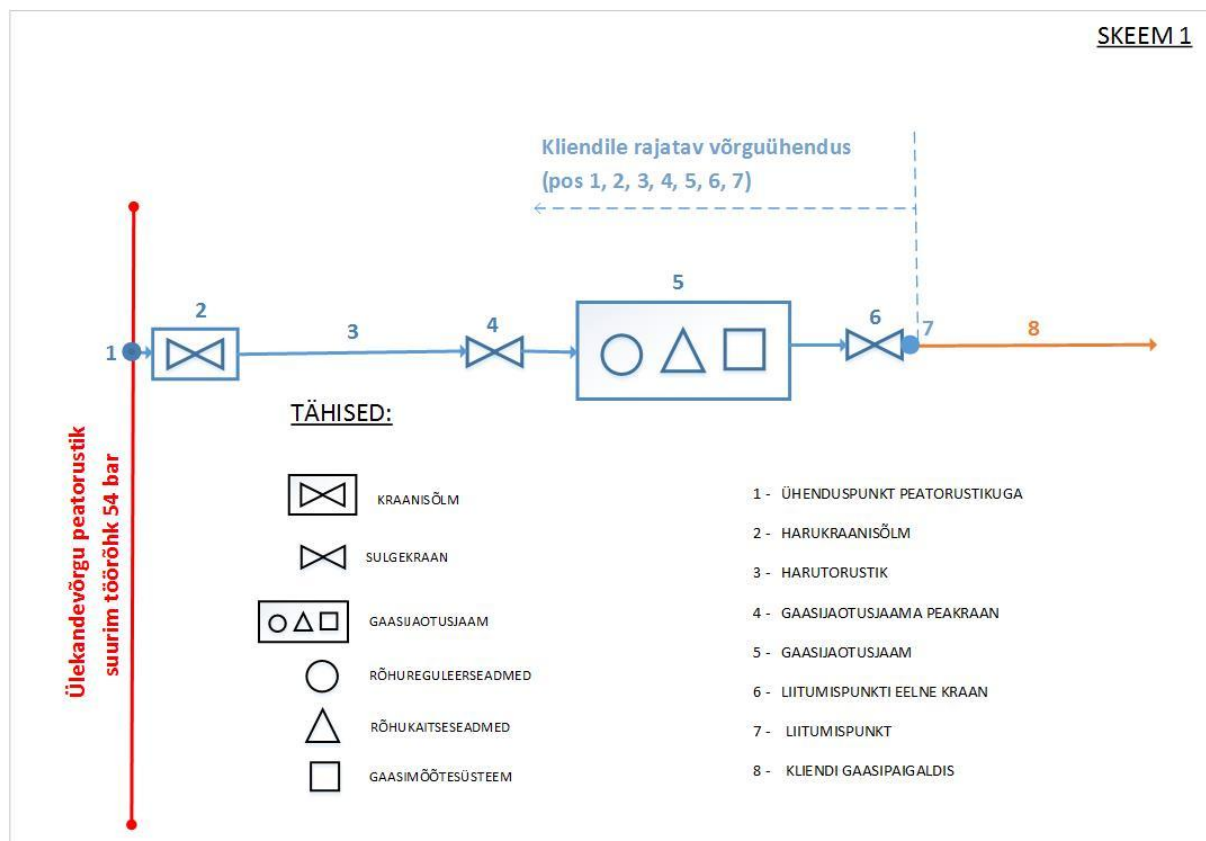 SKEEM 1
Kliendile rajatav võrguühendus
(pos 1, 2, 3, 4, 5, 6, 7)
1
2
3
4
5
6
7
8
Ülekandevõrgu peatorustik
suurim töörõhk 54 bar
TÄHISED:
KRAANISÕLM
SULGEKRAAN
GAASIJAOTUSJAAM
RÕHUREGULEERSEADMED
RÕHUKAITSESEADMED
GAASIMÕÕTESÜSTEEM
1 - ÜHENDUSPUNKT PEATORUSTIKUGA
2 - HARUKRAANISÕLM
3 - HARUTORUSTIK
4 - GAASIJAOTUSJAAMA PEAKRAAN
5 - GAASIJAOTUSJAAM
6 - LIITUMISPUNKTI EELNE KRAAN
7 - LIITUMISPUNKT
8 - KLIENDI GAASIPAIGALDIS